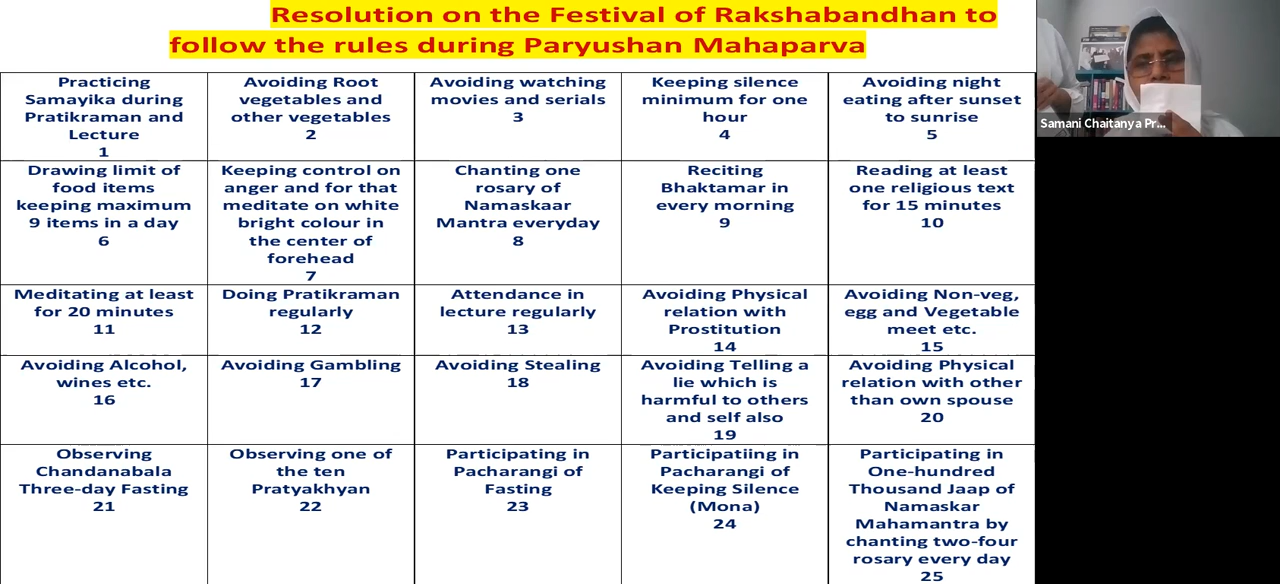 Resolution on the Festival of Rakshabandhan to
follow the rules during Paryushan Mahaparva
Practicing
Samayika during
Pratikraman and
Lecture
1
Avoiding Root
vegetables and
other vegetables
2
Avoiding watching
movies and serials
3
Keeping silence
minimum for one
hour
4
Avoiding night
eating after sunset
to sunrise
5
Drawing limit of
food items
keeping maximum
9 items in a day
6
Keeping control on
anger and for that
meditate on white
bright colour in
the center of
forehead
7
Chanting one
rosary of
Namaskaar
Mantra everyday
8
Reciting
Bhaktamar in
every morning
9
Reading at least
one religious text
for 15 minutes
10
Meditating at least
for 20 minutes
11
Doing Pratikraman
regularly
12
Attendance in
lecture regularly
13
Avoiding Physical
relation with
Prostitution
14
Avoiding Non-veg,
egg and Vegetable
meet etc.
15
Avoiding Alcohol,
wines etc.
16
Avoiding Gambling
17
Avoiding Stealing
18
Avoiding Telling a
lie which is
harmful to others
and self also
19
Avoiding Physical
relation with other
than own spouse
20
Observing
Chandanabala
Three-day Fasting
21
Observing one of
the ten
Pratyakhyan
22
Participating in
Pacharangi of
Fasting
23
Participatiing in
Pacharangi of
Keeping Silence
(Mona)
24
Participating in
One-hundred
Thousand Jaap of
Namaskar
Mahamantra by
chanting two-four
rosary every day
25
Samani Chaitanya Pr...